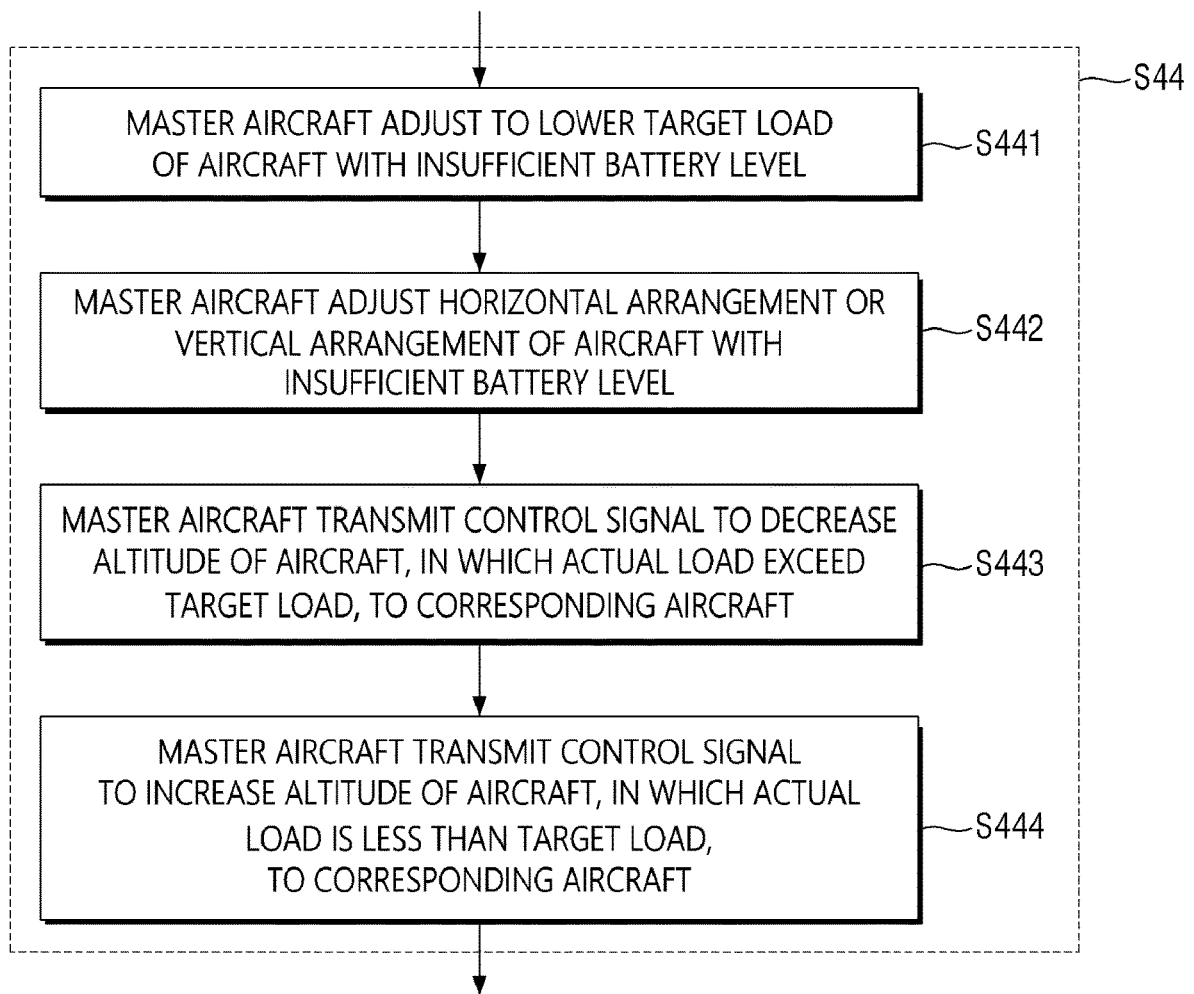 S44
MASTER AIRCRAFT ADJUST TO LOWER TARGET LOAD
OF AIRCRAFT WITH INSUFFICIENT BATTERY LEVEL
S441
MASTER AIRCRAFT ADJUST HORIZONTAL ARRANGEMENT OR
VERTICAL ARRANGEMENT OF AIRCRAFT WITH
INSUFFICIENT BATTERY LEVEL
S442
MASTER AIRCRAFT TRANSMIT CONTROL SIGNAL TO DECREASE
ALTITUDE OF AIRCRAFT, IN WHICH ACTUAL LOAD EXCEED
TARGET LOAD, TO CORRESPONDING AIRCRAFT
S443
MASTER AIRCRAFT TRANSMIT CONTROL SIGNAL
TO INCREASE ALTITUDE OF AIRCRAFT, IN WHICH ACTUAL
LOAD IS LESS THAN TARGET LOAD,
TO CORRESPONDING AIRCRAFT
S444